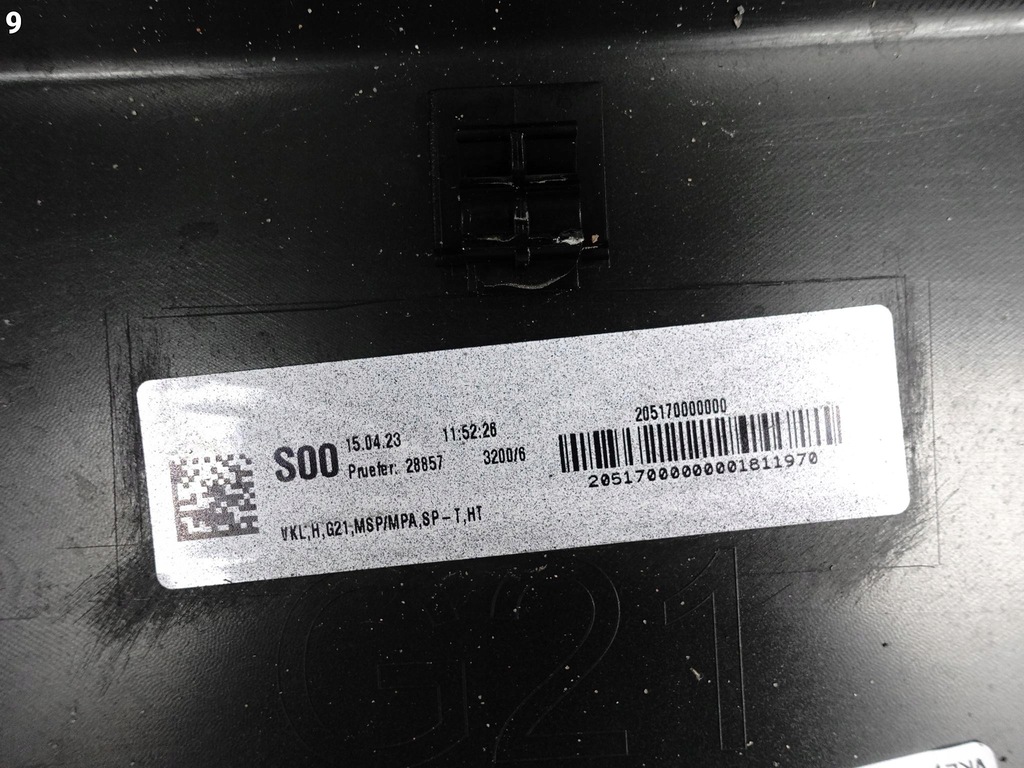 9
205170000000
S00 15.04.23 11:52:26
Pruefer: 28857 3200/6
20517000000001811970
VKL,H,G21,MSP/MPA,SP-T,HT
G21